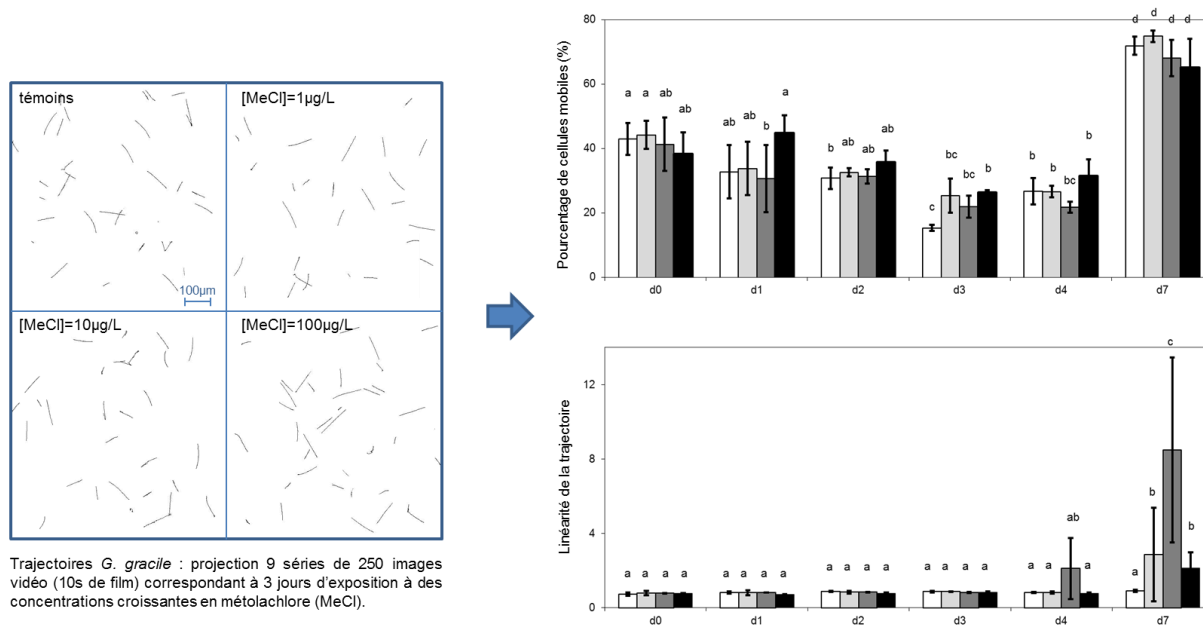 témoins
[MeCl]=1µg/L
100µm
[MeCl]=10µg/L
[MeCl]=100µg/L
Trajectoires G. gracile : projection 9 séries de 250 images
vidéo (10s de film) correspondant à 3 jours d'exposition à des
concentrations croissantes en métolachlore (MeCl).
Pourcentage de cellules mobiles (%)
80
60
40
20
0
a a ab ab
ab ab b a
b ab ab ab
c bc bc b
b b bc b
d d d d
d0 d1 d2 d3 d4 d7
Linéarité de la trajectoire
12
8
4
0
a a a a
a a a a
a a a a
a a a a
a a ab a
a b c b
d0 d1 d2 d3 d4 d7